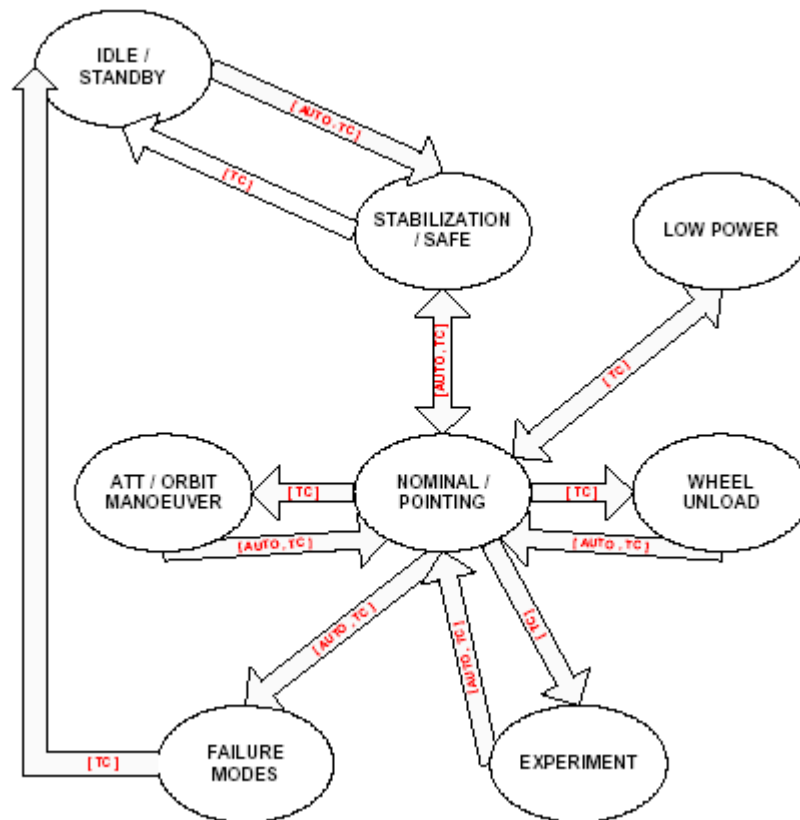 IDLE /
STANDBY
[ AUTO , TC ]
[ TC ]
STABILIZATION
/ SAFE
LOW POWER
[AUTO , TC]
[ TC ]
ATT / ORBIT
MANOEUVER
[ TC ]
NOMINAL /
POINTING
[ TC ]
WHEEL
UNLOAD
[AUTO , TC ]
[ AUTO , TC ]
[ AUTO , TC ]
[AUTO , TC ]
[ TC ]
[ TC ]
FAILURE
MODES
EXPERIMENT